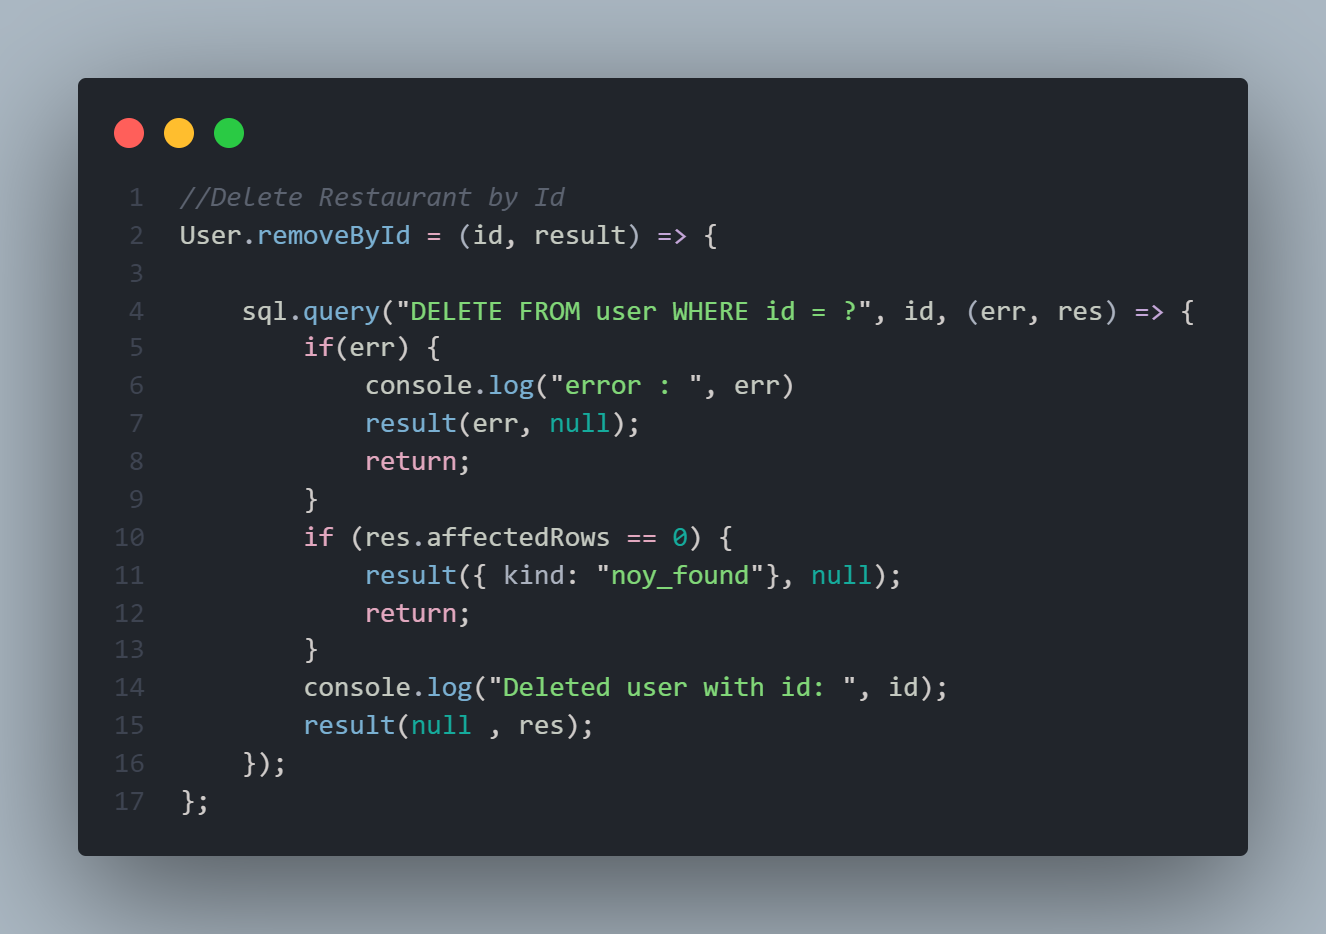 1 //Delete Restaurant by Id
2 User.removeById = (id, result) => {
3
4     sql.query("DELETE FROM user WHERE id = ?", id, (err, res) => {
5         if(err) {
6             console.log("error : ", err)
7             result(err, null);
8             return;
9         }
10         if (res.affectedRows == 0) {
11             result({ kind: "noy_found"}, null);
12             return;
13         }
14         console.log("Deleted user with id: ", id);
15         result(null , res);
16     });
17 };